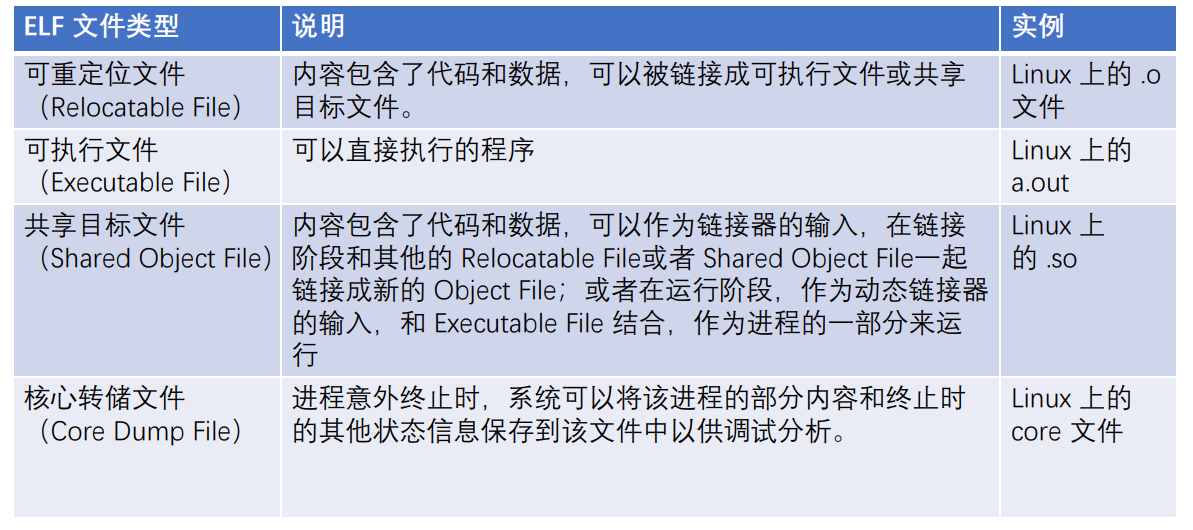 ELF 文件类型
说明
实例
可重定位文件
（Relocatable File）
内容包含了代码和数据，可以被链接成可执行文件或共享
目标文件。
Linux 上的 .o
文件
可执行文件
（Executable File）
可以直接执行的程序
Linux 上的
a.out
共享目标文件
（Shared Object File）
内容包含了代码和数据，可以作为链接器的输入，在链接
阶段和其他的 Relocatable File或者 Shared Object File一起
链接成新的 Object File；或者在运行阶段，作为动态链接器
的输入，和 Executable File 结合，作为进程的一部分来运
行
Linux 上
的 .so
核心转储文件
（Core Dump File）
进程意外终止时，系统可以将该进程的部分内容和终止时
的其他状态信息保存到该文件中以供调试分析。
Linux 上的
core 文件